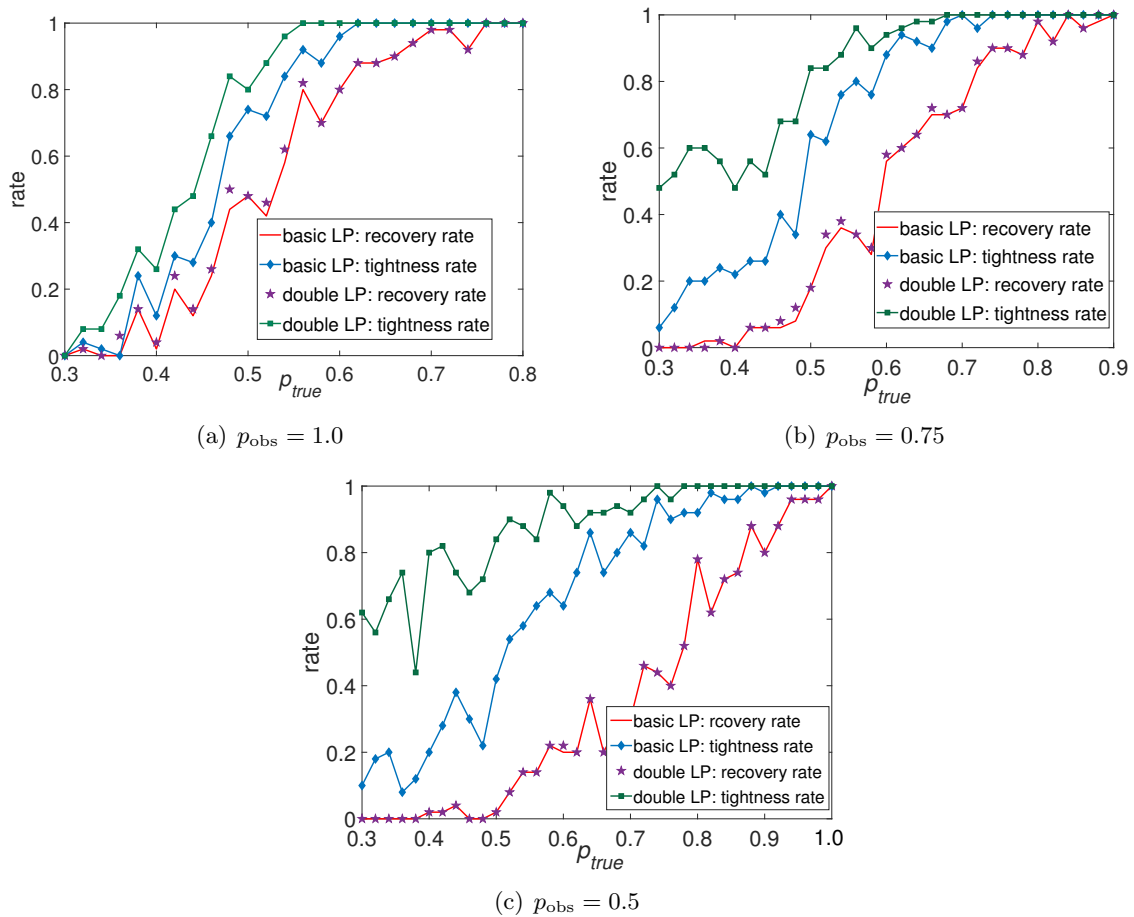 1
0.8
0.6
0.4
0.2
0
rate
0.3 0.4 0.5 0.6 0.7 0.8
p_true
basic LP: recovery rate
basic LP: tightness rate
double LP: recovery rate
double LP: tightness rate
(a) p_obs = 1.0
1
0.8
0.6
0.4
0.2
0
rate
0.3 0.4 0.5 0.6 0.7 0.8 0.9
p_true
basic LP: recovery rate
basic LP: tightness rate
double LP: recovery rate
double LP: tightness rate
(b) p_obs = 0.75
1
0.8
0.6
0.4
0.2
0
rate
0.3 0.4 0.5 0.6 0.7 0.8 0.9 1.0
p_true
basic LP: rcovery rate
basic LP: tightness rate
double LP: recovery rate
double LP: tightness rate
(c) p_obs = 0.5